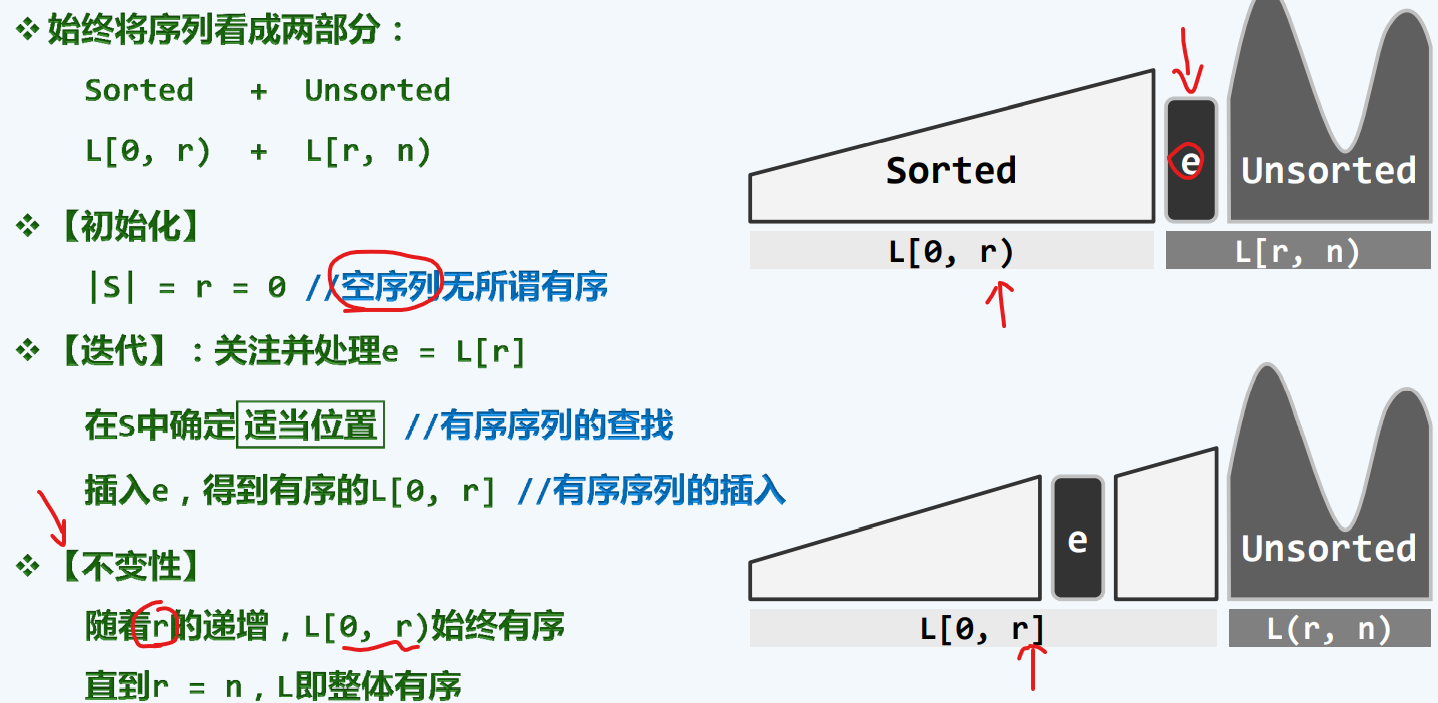 始终将序列看成两部分：
Sorted + Unsorted
L[0, r) + L[r, n)
【初始化】
|S| = r = 0 //空序列无所谓有序
【迭代】：关注并处理e = L[r]
在S中确定适当位置 //有序序列的查找
插入e，得到有序的L[0, r] //有序序列的插入
【不变性】
随着r的递增，L[0, r)始终有序
直到r = n，L即整体有序
Sorted
e
Unsorted
L[0, r)
L[r, n)
e
Unsorted
L[0, r]
L(r, n)